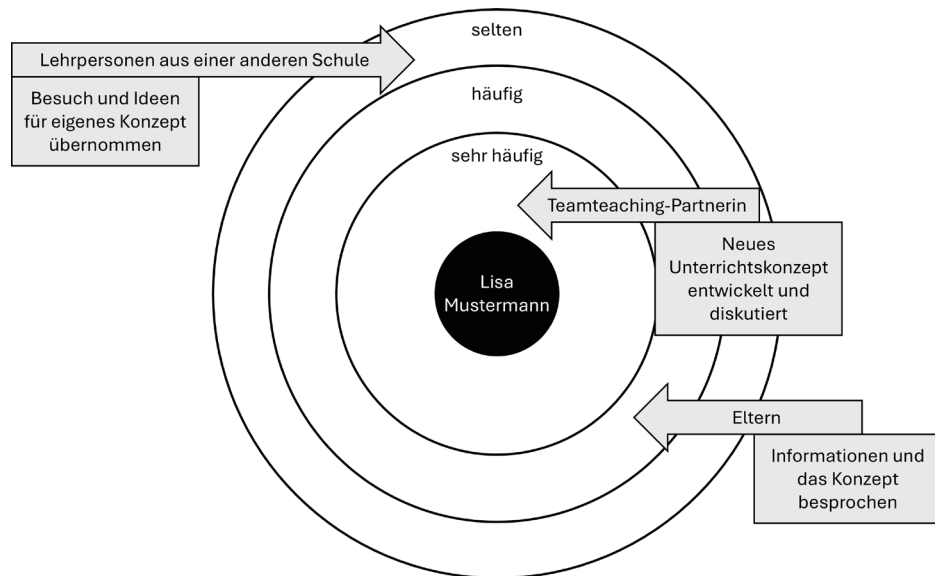 selten
Lehrpersonen aus einer anderen Schule
Besuch und Ideen
für eigenes Konzept
übernommen
häufig
sehr häufig
Teamteaching-Partnerin
Neues
Unterrichtskonzept
entwickelt und
diskutiert
Lisa
Mustermann
Eltern
Informationen und
das Konzept
besprochen